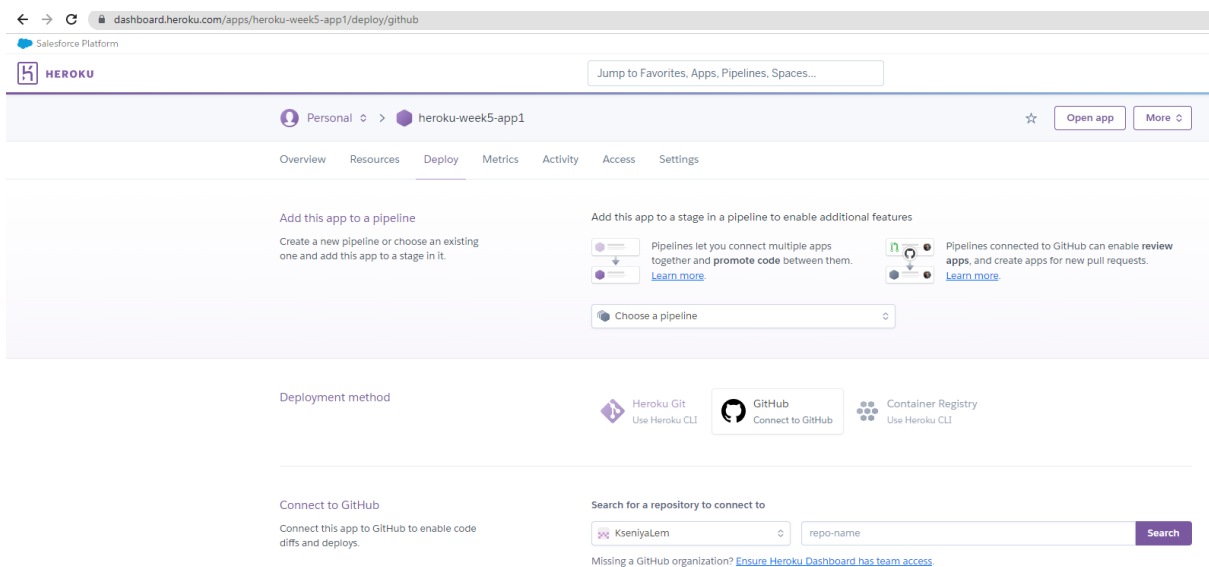 dashboard.heroku.com/apps/heroku-week5-app1/deploy/github
Salesforce Platform
HEROKU
Jump to Favorites, Apps, Pipelines, Spaces...
Personal > heroku-week5-app1
Open app
More
Overview Resources Deploy Metrics Activity Access Settings
Add this app to a pipeline
Create a new pipeline or choose an existing
one and add this app to a stage in it.
Add this app to a stage in a pipeline to enable additional features
Pipelines let you connect multiple apps
together and promote code between them.
Learn more.
Pipelines connected to GitHub can enable review
apps, and create apps for new pull requests.
Learn more.
Choose a pipeline
Deployment method
Heroku Git
Use Heroku CLI
GitHub
Connect to GitHub
Container Registry
Use Heroku CLI
Connect to GitHub
Connect this app to GitHub to enable code
diffs and deploys.
Search for a repository to connect to
KseniyaLem
repo-name
Search
Missing a GitHub organization? Ensure Heroku Dashboard has team access.